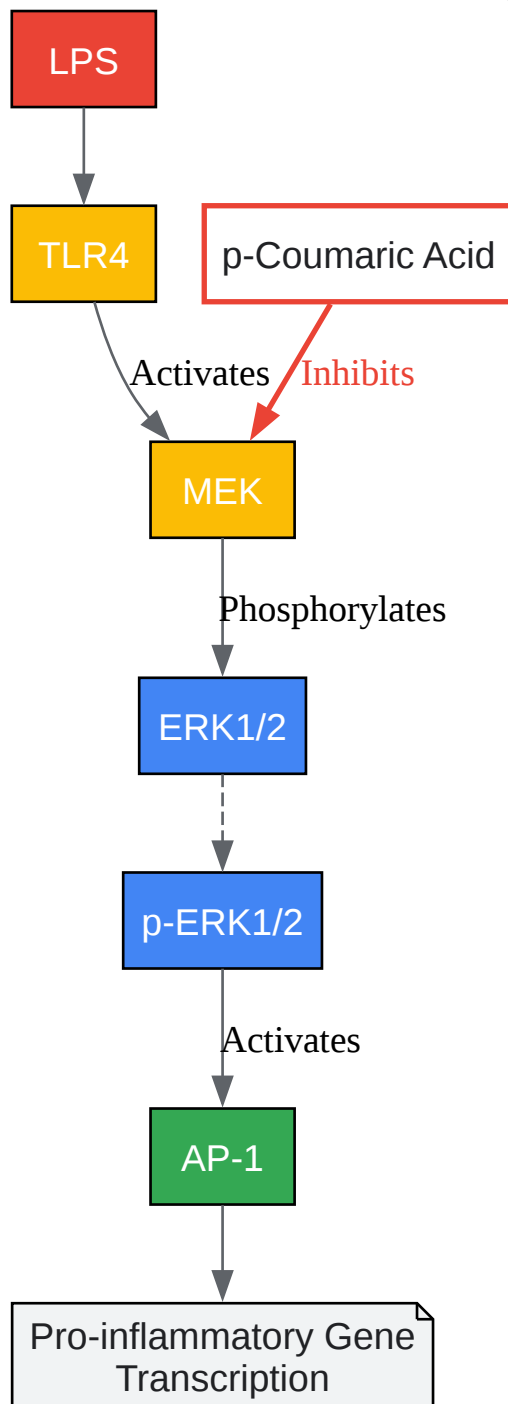 LPS
TLR4
p-Coumaric Acid
Activates
Inhibits
MEK
Phosphorylates
ERK1/2
p-ERK1/2
Activates
AP-1
Pro-inflammatory Gene
Transcription